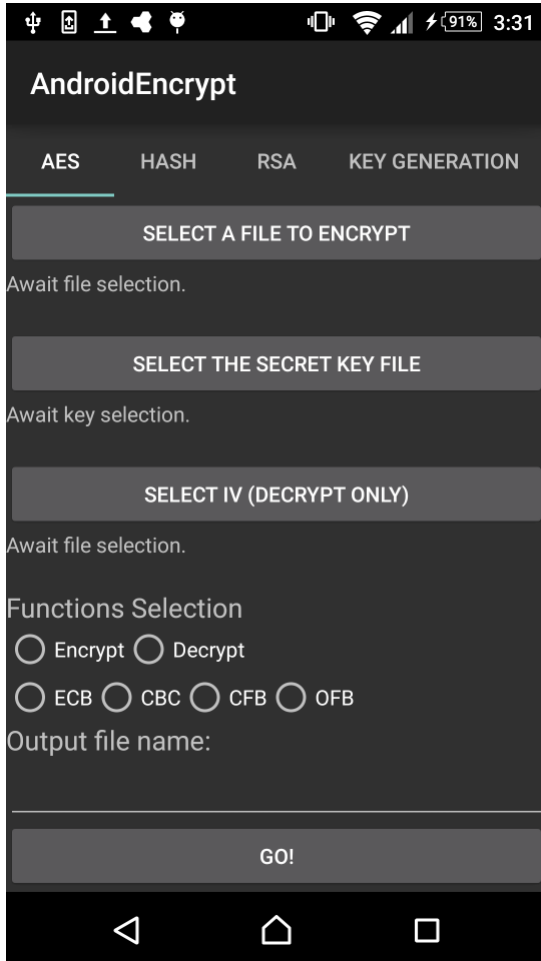 91% 3:31
AndroidEncrypt
AES HASH RSA KEY GENERATION
SELECT A FILE TO ENCRYPT
Await file selection.
SELECT THE SECRET KEY FILE
Await key selection.
SELECT IV (DECRYPT ONLY)
Await file selection.
Functions Selection
Encrypt Decrypt
ECB CBC CFB OFB
Output file name:
GO!